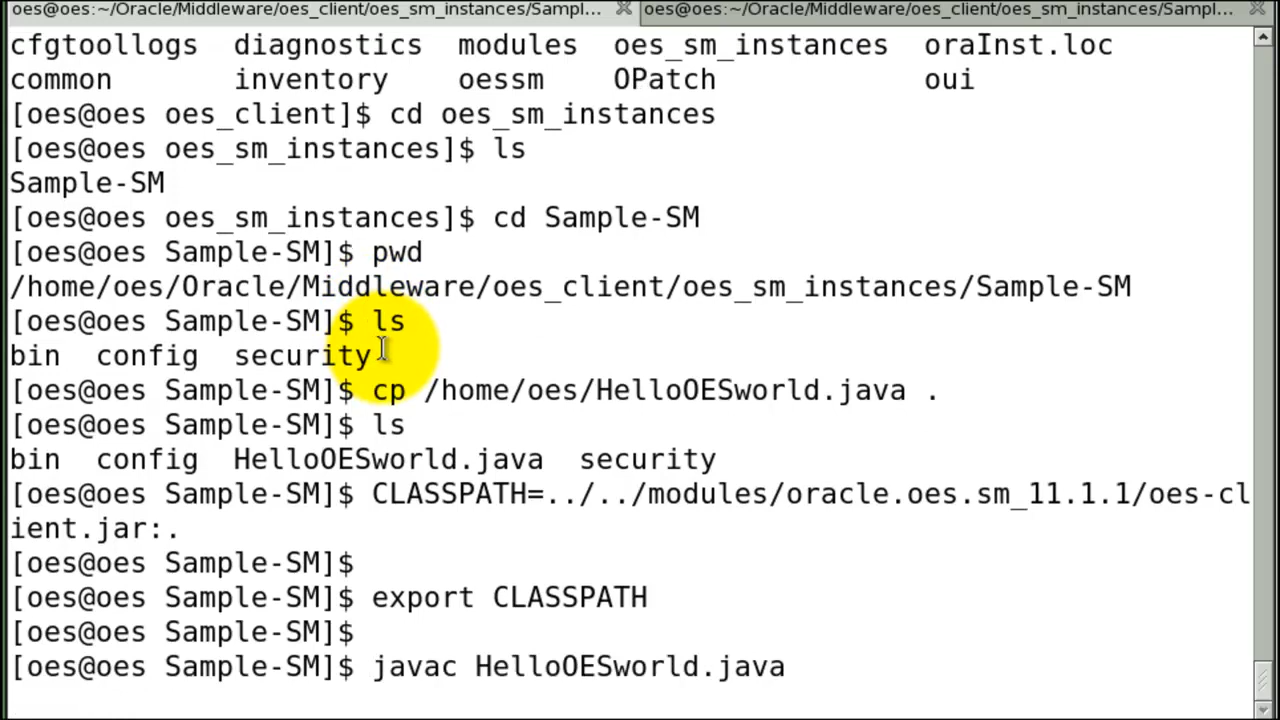 oes@oes:~/Oracle/Middleware/oes_client/oes_sm_instances/Sampl... oes@oes:~/Oracle/Middleware/oes_client/oes_sm_instances/Sampl...
cfgtoollogs diagnostics modules oes_sm_instances oraInst.loc
common inventory oessm OPatch oui
[oes@oes oes_client]$ cd oes_sm_instances
[oes@oes oes_sm_instances]$ ls
Sample-SM
[oes@oes oes_sm_instances]$ cd Sample-SM
[oes@oes Sample-SM]$ pwd
/home/oes/Oracle/Middleware/oes_client/oes_sm_instances/Sample-SM
[oes@oes Sample-SM]$ ls
bin config security
[oes@oes Sample-SM]$ cp /home/oes/HelloOESworld.java .
[oes@oes Sample-SM]$ ls
bin config HelloOESworld.java security
[oes@oes Sample-SM]$ CLASSPATH=../../modules/oracle.oes.sm_11.1.1/oes-cl
ient.jar:.
[oes@oes Sample-SM]$
[oes@oes Sample-SM]$ export CLASSPATH
[oes@oes Sample-SM]$
[oes@oes Sample-SM]$ javac HelloOESworld.java